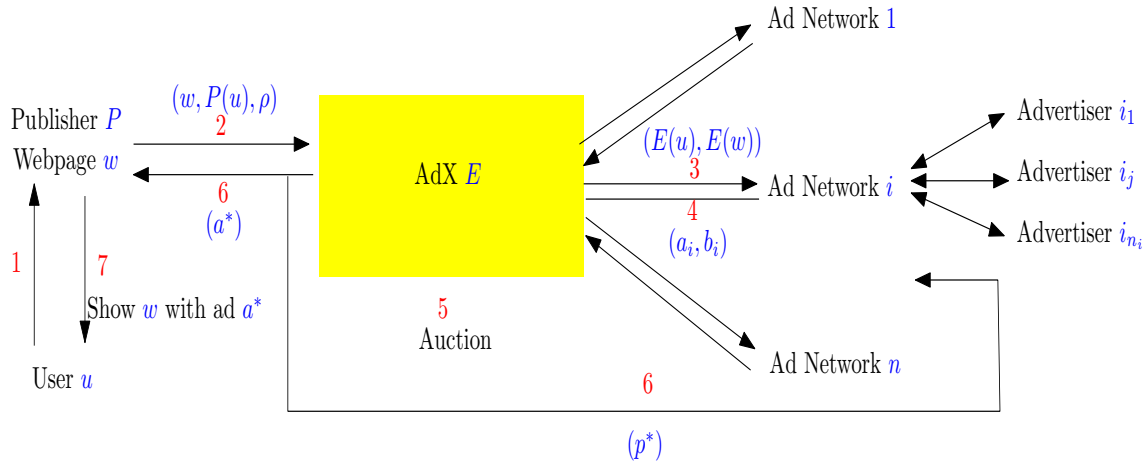 Ad Network 1
(w, P(u), ρ)
2
Publisher P
Webpage w
6
(a*)
AdX E
(E(u), E(w))
3
Ad Network i
4
(a_i, b_i)
Advertiser i_1
Advertiser i_j
Advertiser i_{n_i}
1
7
Show w with ad a*
User u
5
Auction
Ad Network n
6
(p*)